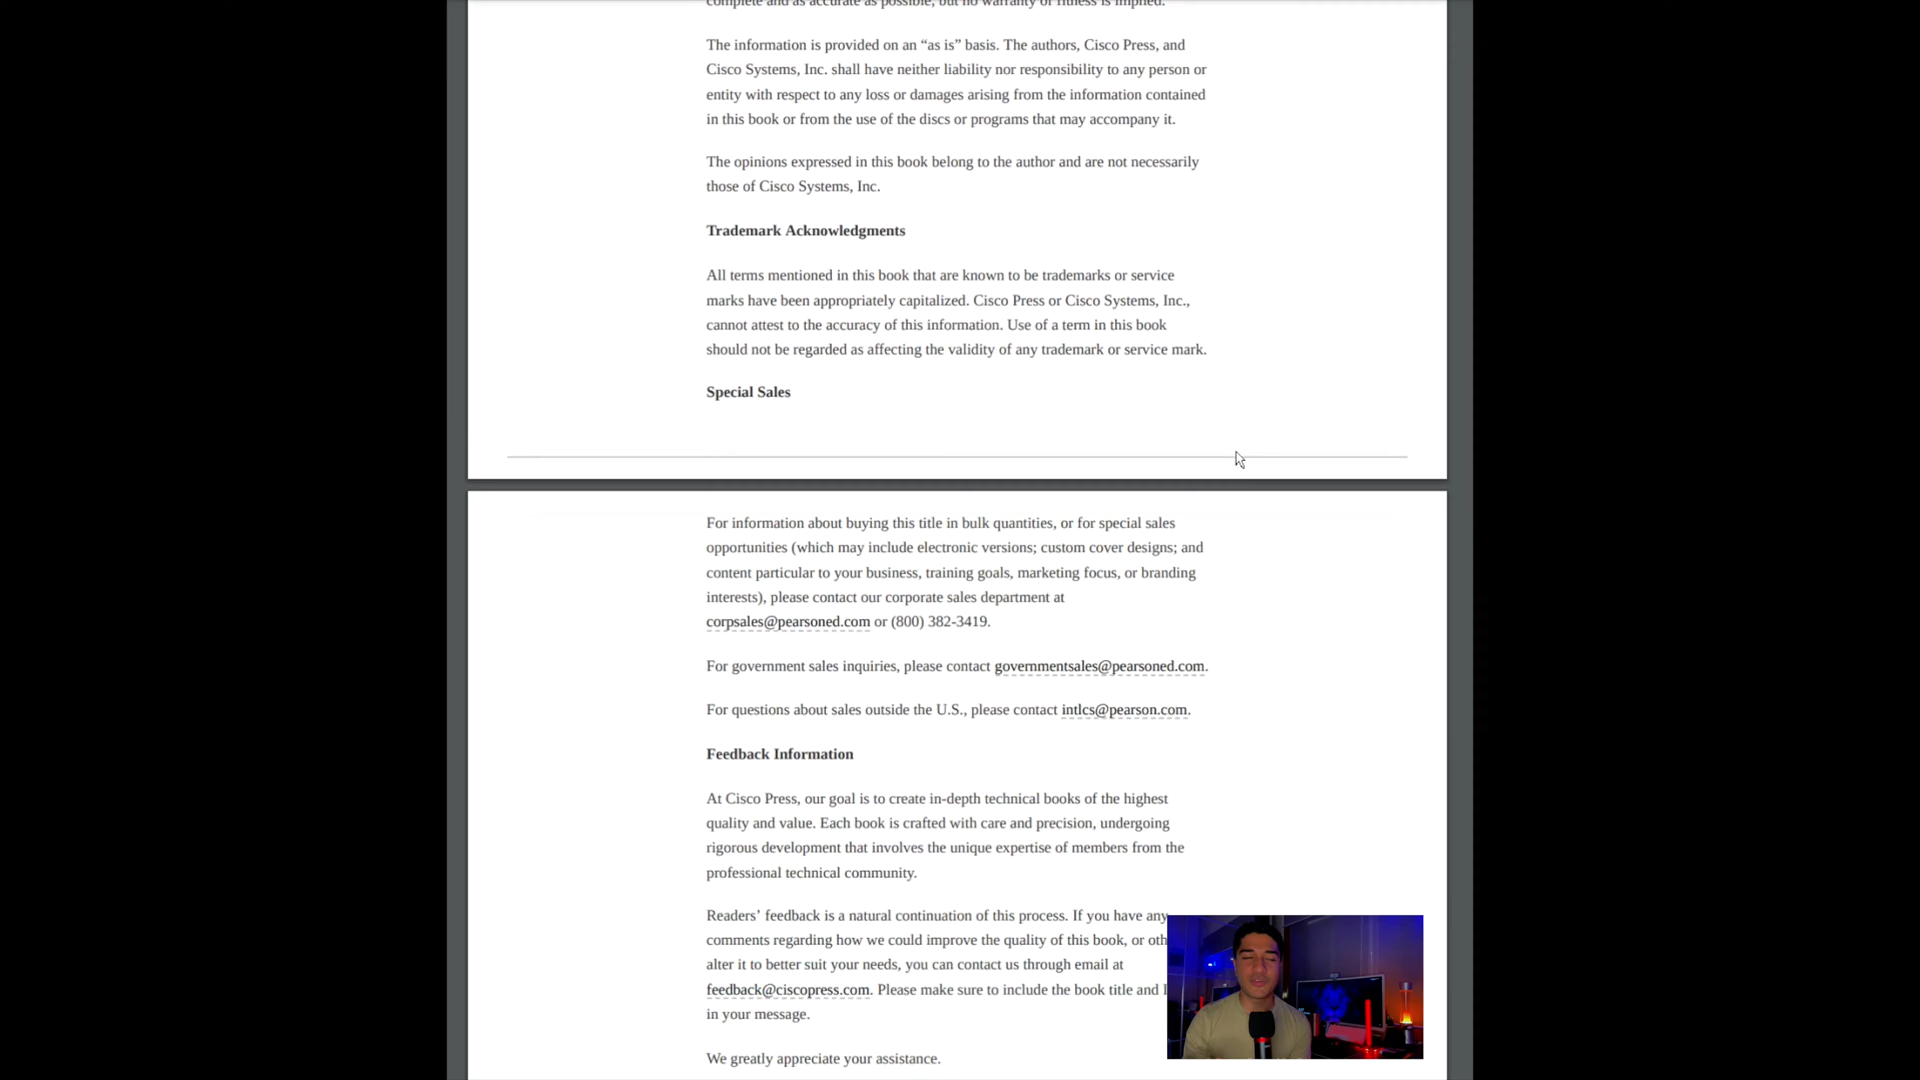 complete and as accurate as possible, but no warranty or fitness is implied.
The information is provided on an “as is” basis. The authors, Cisco Press, and
Cisco Systems, Inc. shall have neither liability nor responsibility to any person or
entity with respect to any loss or damages arising from the information contained
in this book or from the use of the discs or programs that may accompany it.
The opinions expressed in this book belong to the author and are not necessarily
those of Cisco Systems, Inc.
Trademark Acknowledgments
All terms mentioned in this book that are known to be trademarks or service
marks have been appropriately capitalized. Cisco Press or Cisco Systems, Inc.,
cannot attest to the accuracy of this information. Use of a term in this book
should not be regarded as affecting the validity of any trademark or service mark.
Special Sales
For information about buying this title in bulk quantities, or for special sales
opportunities (which may include electronic versions; custom cover designs; and
content particular to your business, training goals, marketing focus, or branding
interests), please contact our corporate sales department at
corpsales@pearsoned.com or (800) 382-3419.
For government sales inquiries, please contact governmentsales@pearsoned.com.
For questions about sales outside the U.S., please contact intlcs@pearson.com.
Feedback Information
At Cisco Press, our goal is to create in-depth technical books of the highest
quality and value. Each book is crafted with care and precision, undergoing
rigorous development that involves the unique expertise of members from the
professional technical community.
Readers’ feedback is a natural continuation of this process. If you have any
comments regarding how we could improve the quality of this book, or
alter it to better suit your needs, you can contact us through email at
feedback@ciscopress.com. Please make sure to include the book title and
in your message.
We greatly appreciate your assistance.